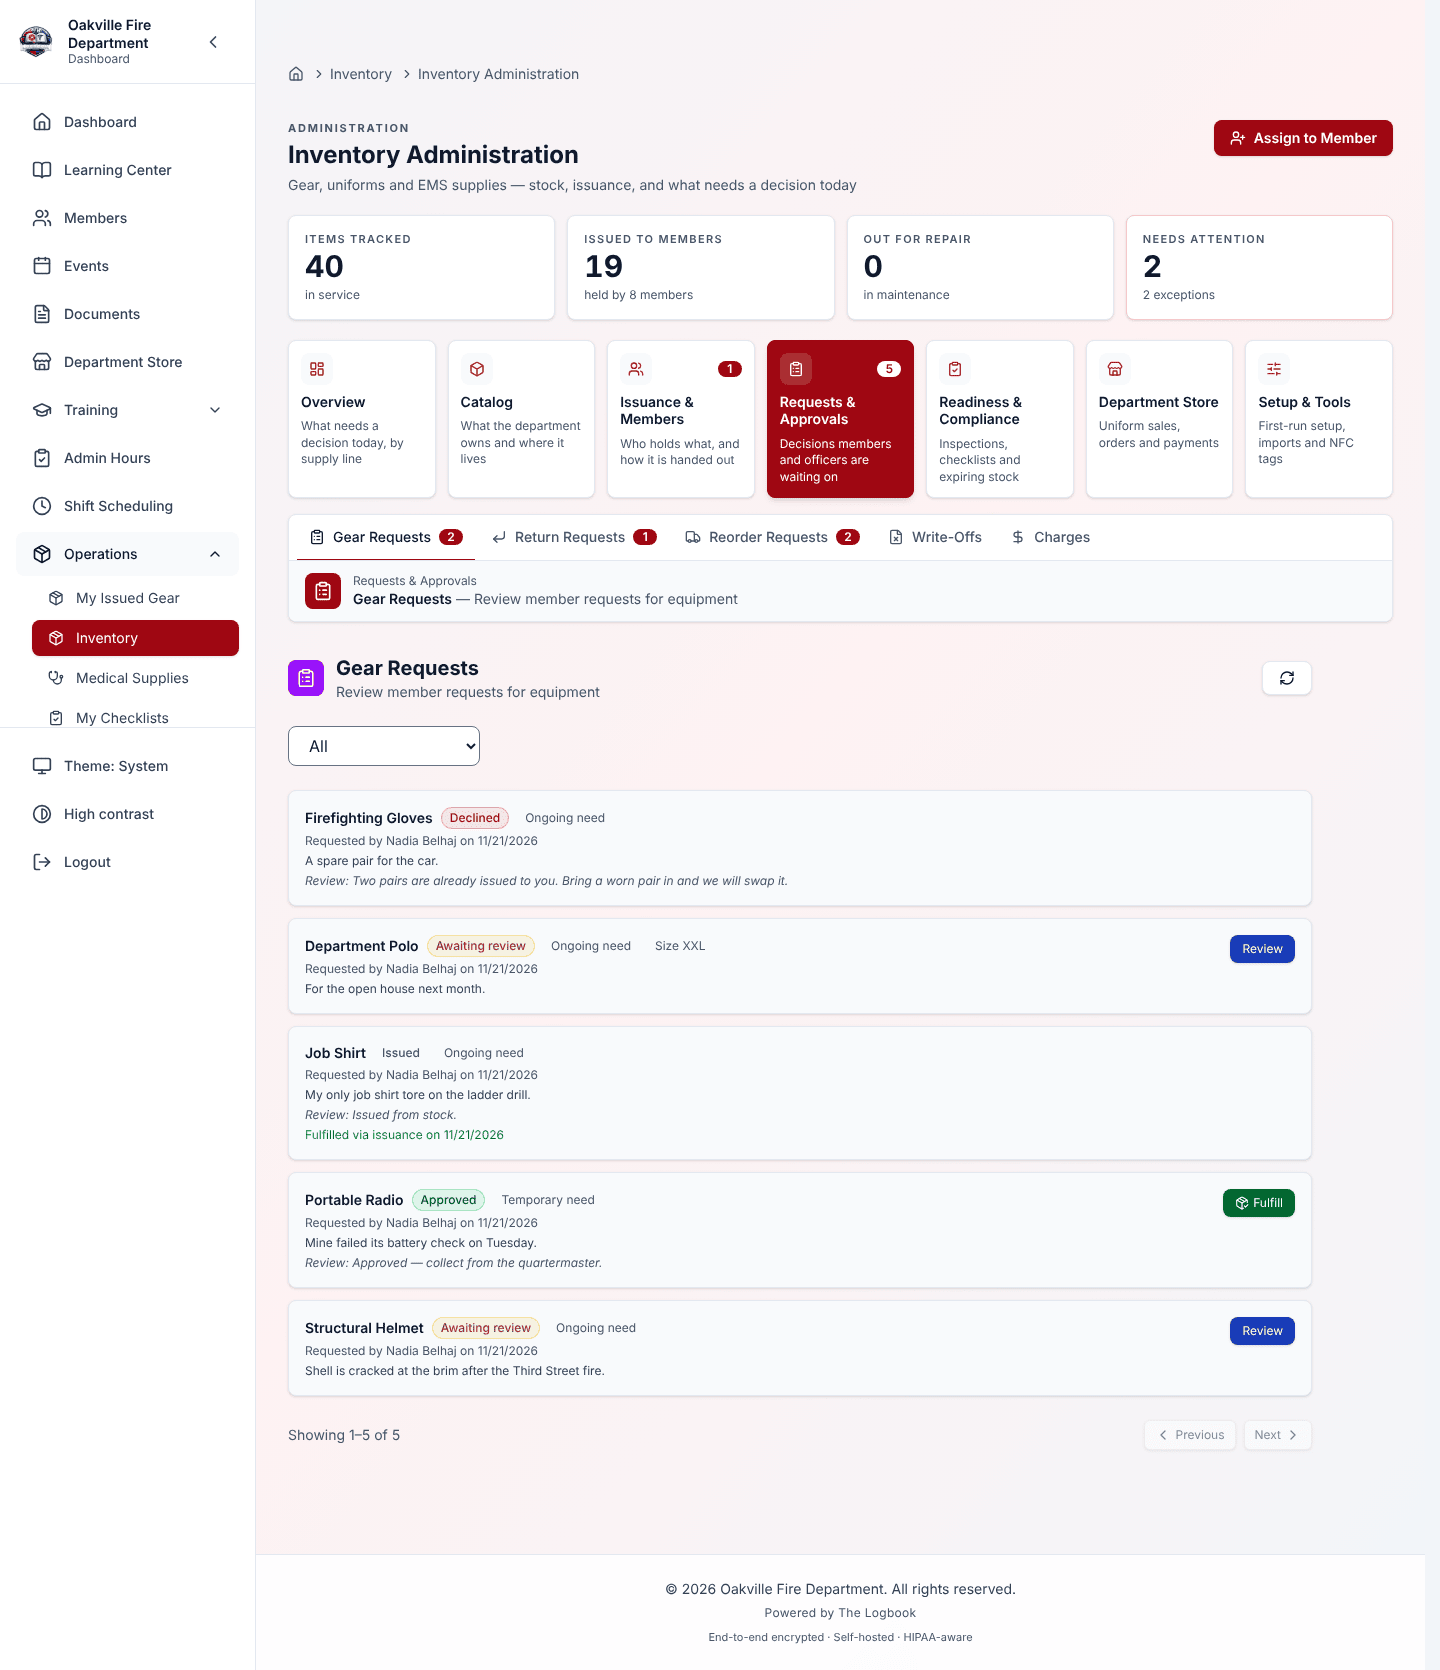 Oakville Fire
Department
Dashboard
Dashboard
Learning Center
Members
Events
Documents
Department Store
Training
Admin Hours
Shift Scheduling
Operations
My Issued Gear
Inventory
Medical Supplies
My Checklists
Theme: System
High contrast
Logout
Inventory
Inventory Administration
ADMINISTRATION
Inventory Administration
Gear, uniforms and EMS supplies — stock, issuance, and what needs a decision today
Assign to Member
ITEMS TRACKED
40
in service
ISSUED TO MEMBERS
19
held by 8 members
OUT FOR REPAIR
0
in maintenance
NEEDS ATTENTION
2
2 exceptions
Overview
What needs a
decision today, by
supply line
Catalog
What the department
owns and where it
lives
1
Issuance &
Members
Who holds what, and
how it is handed out
5
Requests &
Approvals
Decisions members
and officers are
waiting on
Readiness &
Compliance
Inspections,
checklists and
expiring stock
Department Store
Uniform sales,
orders and payments
Setup & Tools
First-run setup,
imports and NFC
tags
Gear Requests 2
Return Requests 1
Reorder Requests 2
Write-Offs
Charges
Requests & Approvals
Gear Requests — Review member requests for equipment
Gear Requests
Review member requests for equipment
All
Firefighting Gloves Declined Ongoing need
Requested by Nadia Belhaj on 11/21/2026
A spare pair for the car.
Review: Two pairs are already issued to you. Bring a worn pair in and we will swap it.
Department Polo Awaiting review Ongoing need Size XXL
Review
Requested by Nadia Belhaj on 11/21/2026
For the open house next month.
Job Shirt Issued Ongoing need
Requested by Nadia Belhaj on 11/21/2026
My only job shirt tore on the ladder drill.
Review: Issued from stock.
Fulfilled via issuance on 11/21/2026
Portable Radio Approved Temporary need
Fulfill
Requested by Nadia Belhaj on 11/21/2026
Mine failed its battery check on Tuesday.
Review: Approved — collect from the quartermaster.
Structural Helmet Awaiting review Ongoing need
Review
Requested by Nadia Belhaj on 11/21/2026
Shell is cracked at the brim after the Third Street fire.
Showing 1–5 of 5
Previous
Next
© 2026 Oakville Fire Department. All rights reserved.
Powered by The Logbook
End-to-end encrypted · Self-hosted · HIPAA-aware